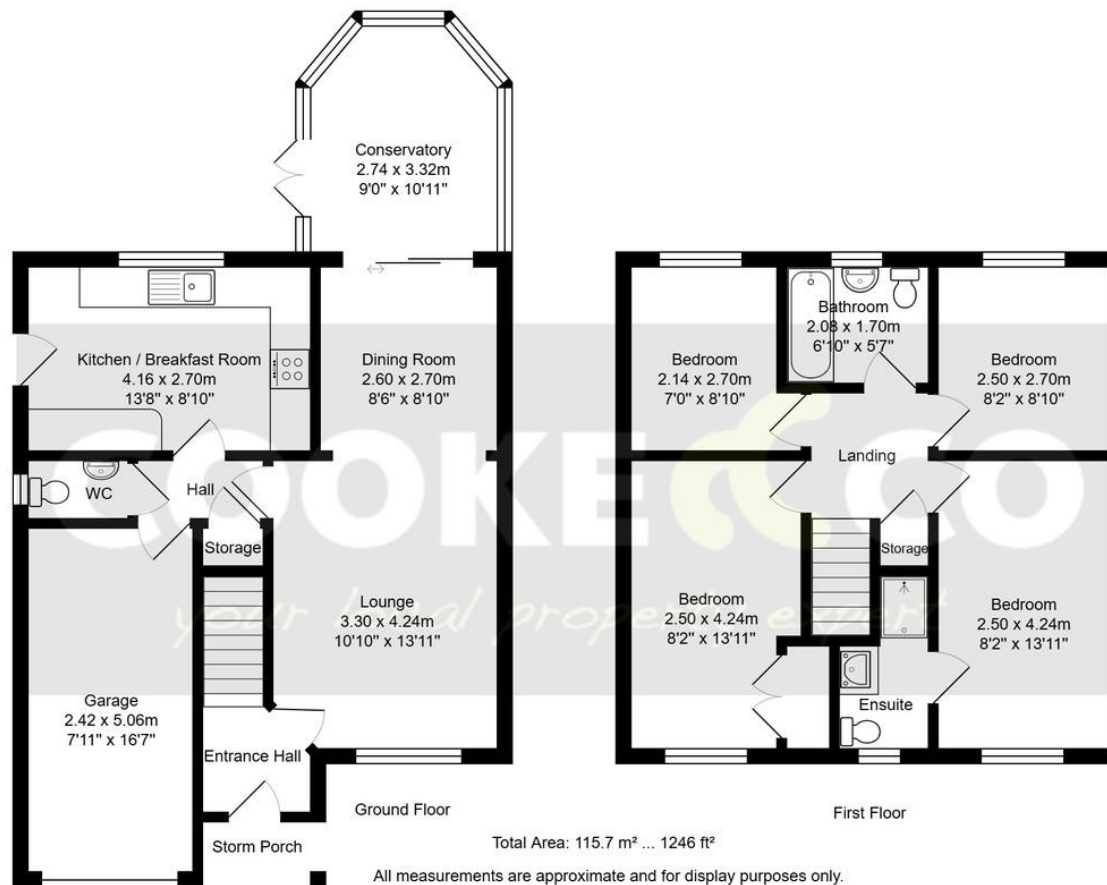 Conservatory
2.74 x 3.32m
9'0" x 10'11"
Kitchen / Breakfast Room
4.16 x 2.70m
13'8" x 8'10"
Dining Room
2.60 x 2.70m
8'6" x 8'10"
WC
Hall
Storage
Lounge
3.30 x 4.24m
10'10" x 13'11"
Garage
2.42 x 5.06m
7'11" x 16'7"
Entrance Hall
Storm Porch
Ground Floor
Bedroom
2.14 x 2.70m
7'0" x 8'10"
Bathroom
2.08 x 1.70m
6'10" x 5'7"
Bedroom
2.50 x 2.70m
8'2" x 8'10"
Landing
Storage
Bedroom
2.50 x 4.24m
8'2" x 13'11"
Ensuite
Bedroom
2.50 x 4.24m
8'2" x 13'11"
First Floor
COOKE & CO
your local property expert
Total Area: 115.7 m² ... 1246 ft²
All measurements are approximate and for display purposes only.